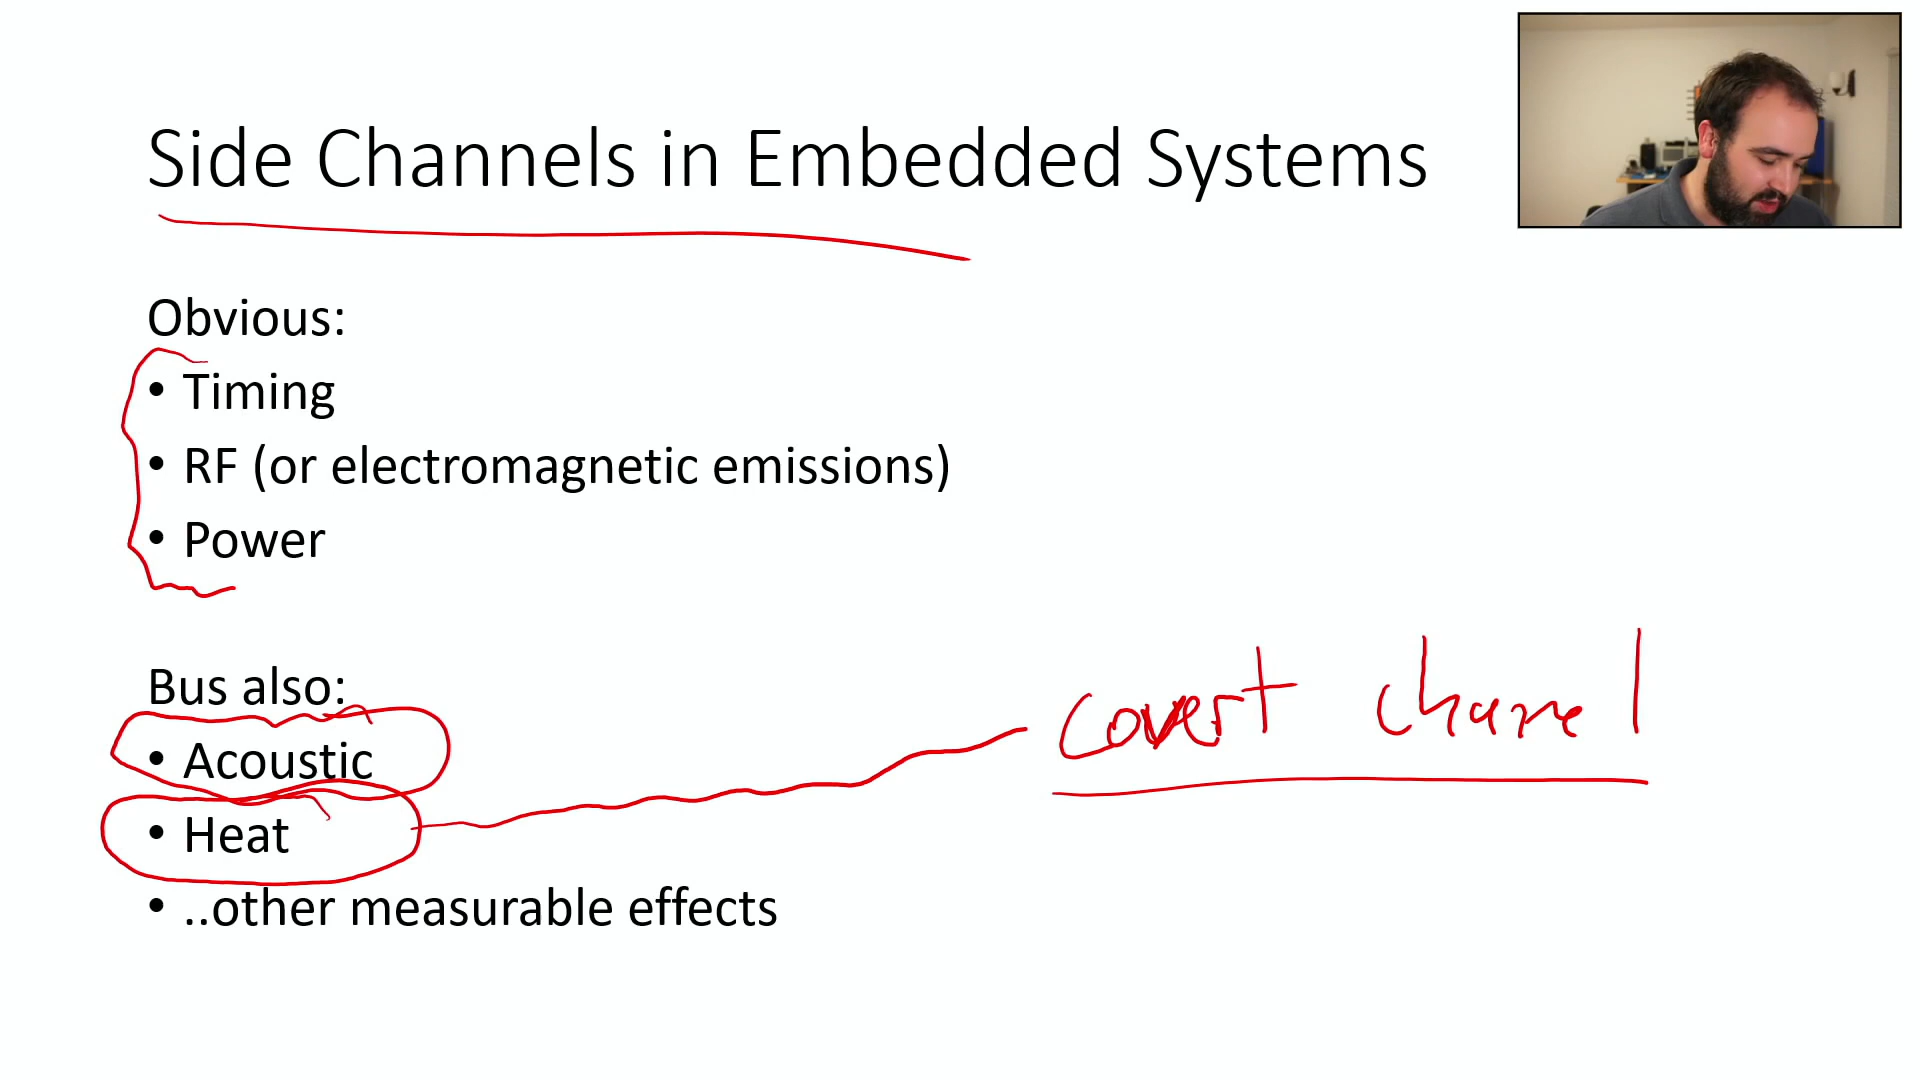 Side Channels in Embedded Systems
Obvious:
• Timing
• RF (or electromagnetic emissions)
• Power
Bus also:
• Acoustic
• Heat
• ..other measurable effects
covert channel